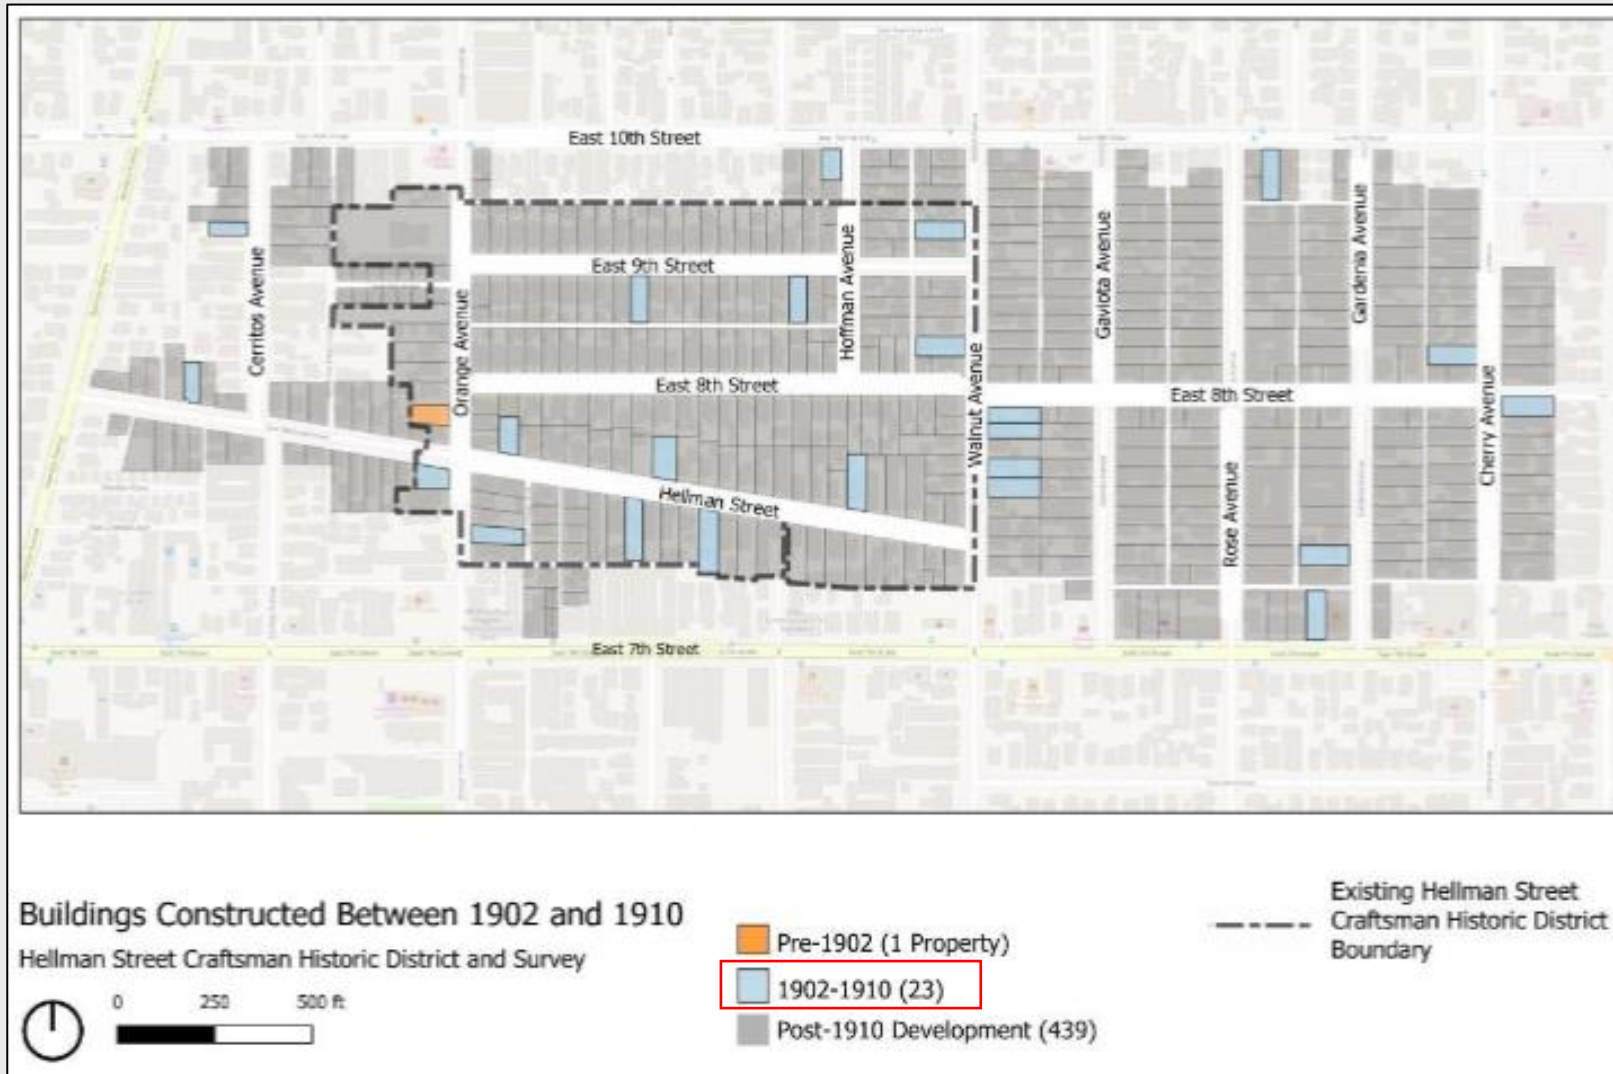 East 10th Street
East 9th Street
East 8th Street
East 8th Street
East 7th Street
Hellman Street
Cerritos Avenue
Orange Avenue
Hoffman Avenue
Walnut Avenue
Gaviota Avenue
Rose Avenue
Gardenia Avenue
Cherry Avenue
Buildings Constructed Between 1902 and 1910
Hellman Street Craftsman Historic District and Survey
0 250 500 ft
Pre-1902 (1 Property)
1902-1910 (23)
Post-1910 Development (439)
Existing Hellman Street
Craftsman Historic District
Boundary